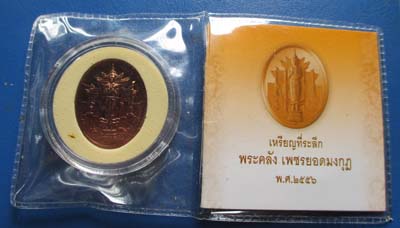 เหรียญที่ระลึก
พระคลัง เพชรยอดมงกุฎ
พ.ศ.๒๕๕๖